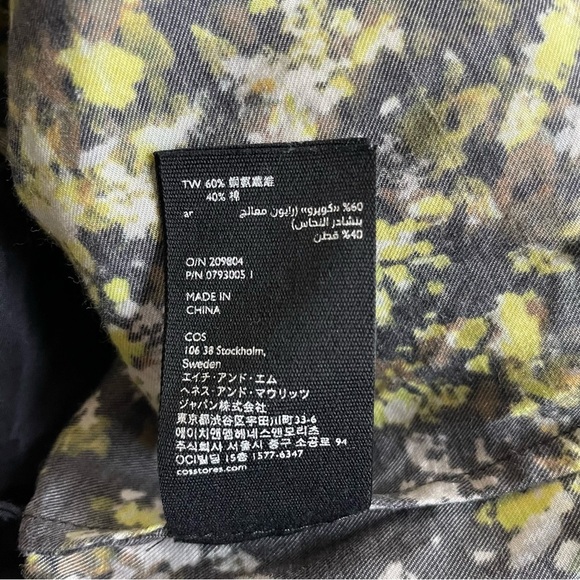 TW 60% 銅氨纖維
40% 棉
ar
60% «كوبرو» (رايون معالج
بنشادر النحاس)
40% قطن
O/N 209804
P/N 0793005 1
MADE IN
CHINA
COS
106 38 Stockholm,
Sweden
エイチ・アンド・エム
ヘネス・アンド・マウリッツ
ジャパン株式会社
東京都渋谷区宇田川町33-6
에이치앤엠헤네스앤모리츠
주식회사 서울시 중구 소공로 94
OCI빌딩 15층 1577-6347
cosstores.com